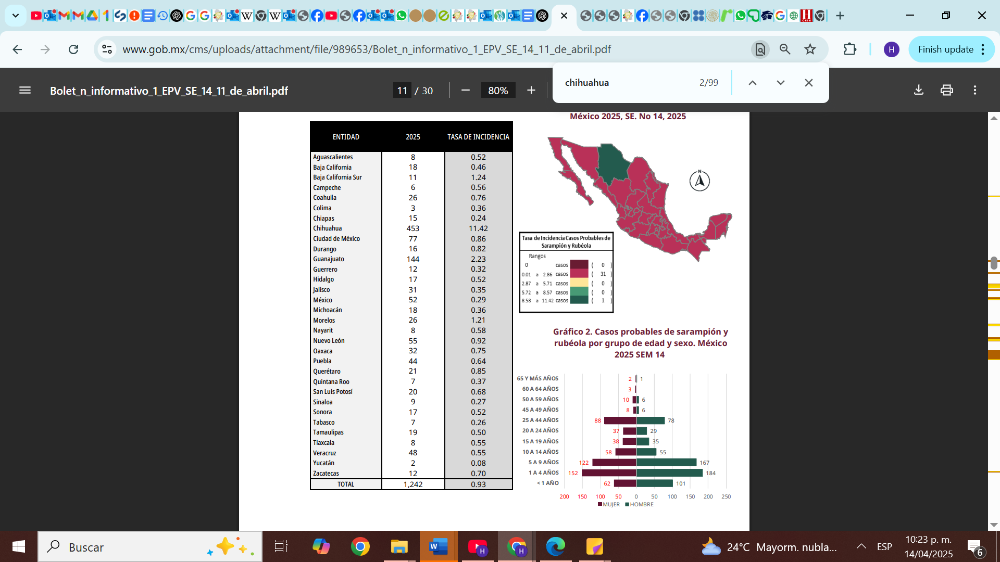 www.gob.mx/cms/uploads/attachment/file/989653/Bolet_n_informativo_1_EPV_SE_14_11_de_abril.pdf
H
Finish update
chihuahua
2/99
Bolet_n_informativo_1_EPV_SE_14_11_de_abril.pdf
11 / 30
80%
México 2025, SE. No 14, 2025
ENTIDAD 2025 TASA DE INCIDENCIA
Aguascalientes 8 0.52
Baja California 18 0.46
Baja California Sur 11 1.24
Campeche 6 0.56
Coahuila 26 0.76
Colima 3 0.36
Chiapas 15 0.24
Chihuahua 453 11.42
Ciudad de México 77 0.86
Durango 16 0.82
Guanajuato 144 2.23
Guerrero 12 0.32
Hidalgo 17 0.52
Jalisco 31 0.35
México 52 0.29
Michoacán 18 0.36
Morelos 26 1.21
Nayarit 8 0.58
Nuevo León 55 0.92
Oaxaca 32 0.75
Puebla 44 0.64
Querétaro 21 0.85
Quintana Roo 7 0.37
San Luis Potosí 20 0.68
Sinaloa 9 0.27
Sonora 17 0.52
Tabasco 7 0.26
Tamaulipas 19 0.50
Tlaxcala 8 0.55
Veracruz 48 0.55
Yucatán 2 0.08
Zacatecas 12 0.70
TOTAL 1,242 0.93
N
Tasa de Incidencia Casos Probables de
Sarampión y Rubéola
Rangos
0 casos ( 0 )
0.01 a 2.86 casos ( 31 )
2.87 a 5.71 casos ( 0 )
5.72 a 8.57 casos ( 0 )
8.58 a 11.42 casos ( 1 )
Gráfico 2. Casos probables de sarampión y
rubéola por grupo de edad y sexo. México
2025 SEM 14
65 Y MÁS AÑOS 2 1
60 A 64 AÑOS 3
50 A 59 AÑOS 10 6
45 A 49 AÑOS 8 6
25 A 44 AÑOS 88 78
20 A 24 AÑOS 37 29
15 A 19 AÑOS 38 35
10 A 14 AÑOS 58 55
5 A 9 AÑOS 122 167
1 A 4 AÑOS 152 184
< 1 AÑO 62 101
200 150 100 50 0 50 100 150 200 250
MUJER HOMBRE
Buscar
24°C Mayorm. nubla...
ESP
10:23 p. m.
14/04/2025
6